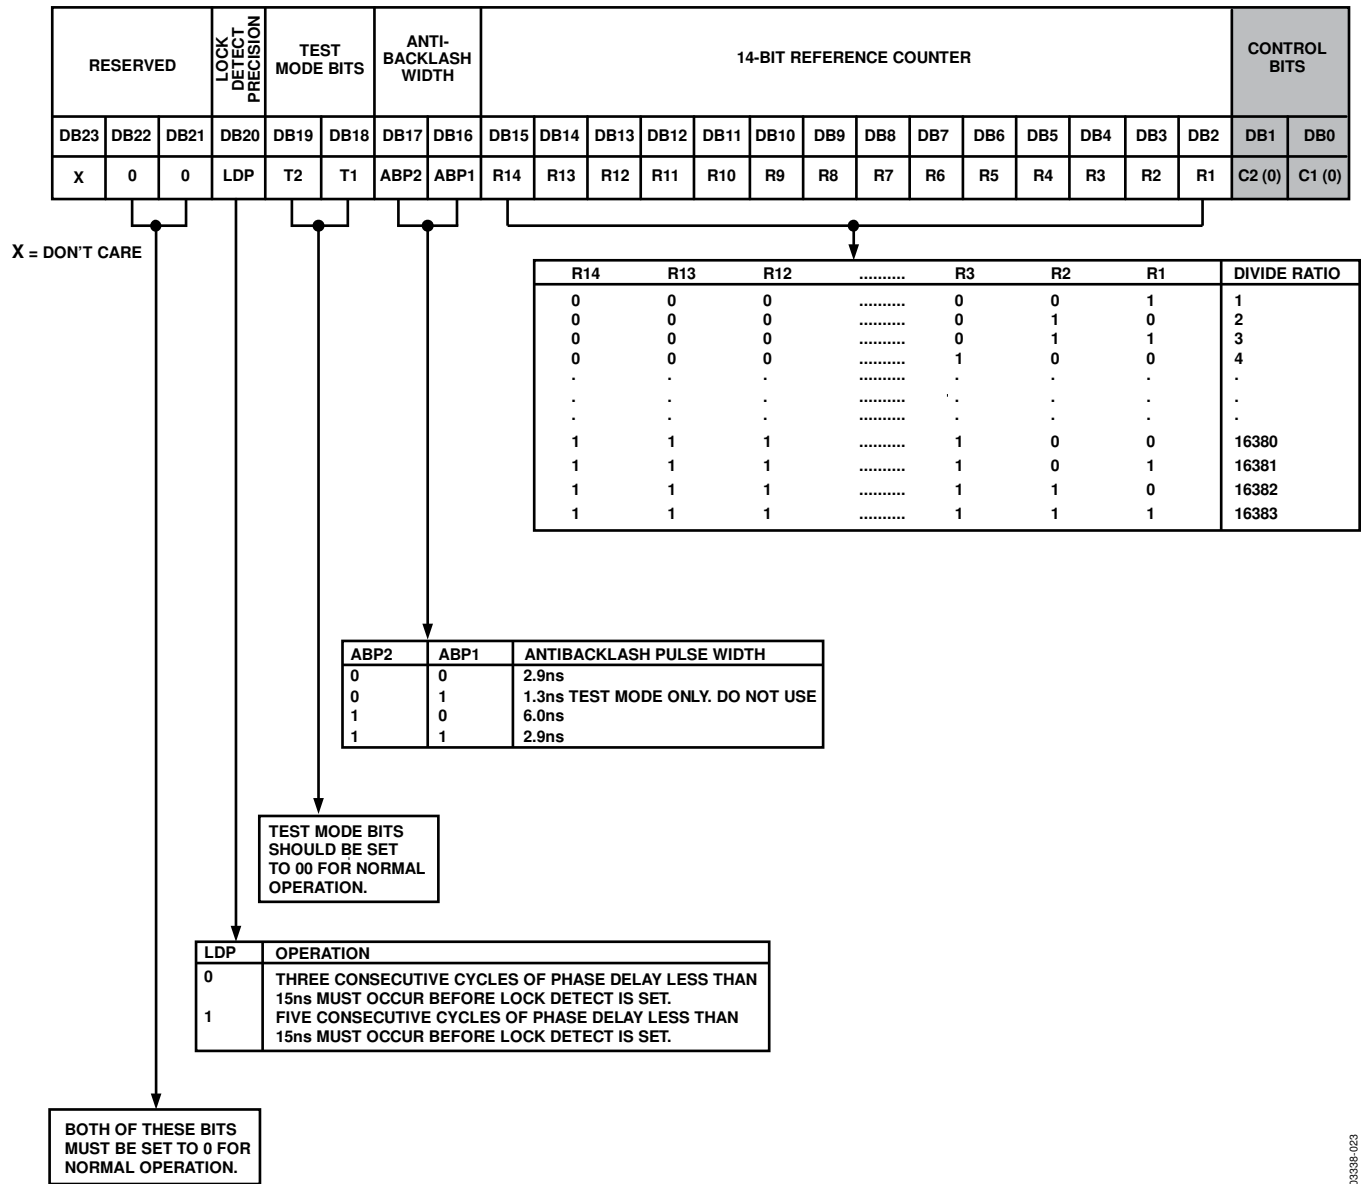 RESERVED
LOCK
DETECT
PRECISION
TEST
MODE BITS
ANTI-
BACKLASH
WIDTH
14-BIT REFERENCE COUNTER
CONTROL
BITS
DB23 DB22 DB21 DB20 DB19 DB18 DB17 DB16 DB15 DB14 DB13 DB12 DB11 DB10 DB9 DB8 DB7 DB6 DB5 DB4 DB3 DB2 DB1 DB0
X 0 0 LDP T2 T1 ABP2 ABP1 R14 R13 R12 R11 R10 R9 R8 R7 R6 R5 R4 R3 R2 R1 C2 (0) C1 (0)
X = DON'T CARE
R14 R13 R12 .......... R3 R2 R1 DIVIDE RATIO
0 0 0 .......... 0 0 1 1
0 0 0 .......... 0 1 0 2
0 0 0 .......... 0 1 1 3
0 0 0 .......... 1 0 0 4
. . . .......... . . . .
. . . .......... . . . .
. . . .......... . . . .
1 1 1 .......... 1 0 0 16380
1 1 1 .......... 1 0 1 16381
1 1 1 .......... 1 1 0 16382
1 1 1 .......... 1 1 1 16383
ABP2 ABP1 ANTIBACKLASH PULSE WIDTH
0 0 2.9ns
0 1 1.3ns TEST MODE ONLY. DO NOT USE
1 0 6.0ns
1 1 2.9ns
TEST MODE BITS
SHOULD BE SET
TO 00 FOR NORMAL
OPERATION.
LDP OPERATION
0 THREE CONSECUTIVE CYCLES OF PHASE DELAY LESS THAN
15ns MUST OCCUR BEFORE LOCK DETECT IS SET.
1 FIVE CONSECUTIVE CYCLES OF PHASE DELAY LESS THAN
15ns MUST OCCUR BEFORE LOCK DETECT IS SET.
BOTH OF THESE BITS
MUST BE SET TO 0 FOR
NORMAL OPERATION.
03338-023